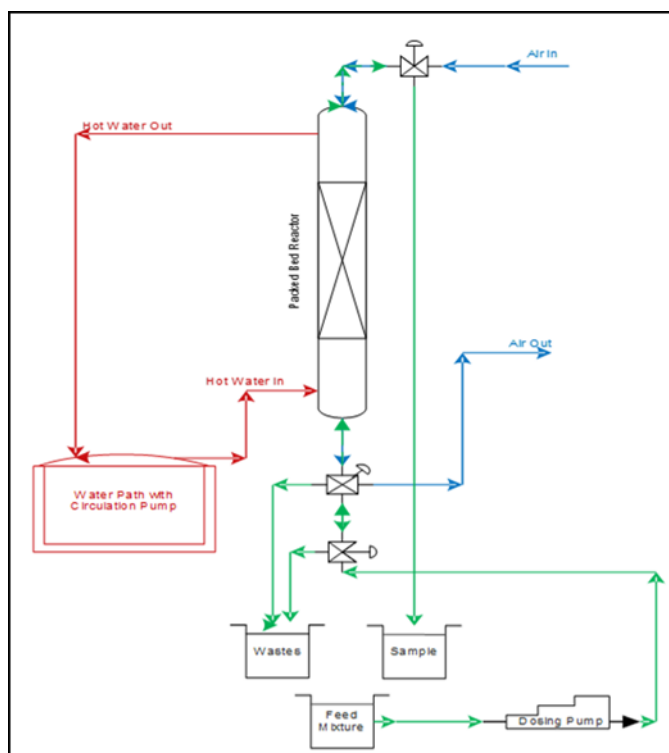 Air In
Hot Water Out
Packed Bed Reactor
Air Out
Hot Water In
Water Path with
Circulation Pump
Wastes
Sample
Feed
Mixture
Dosing Pump